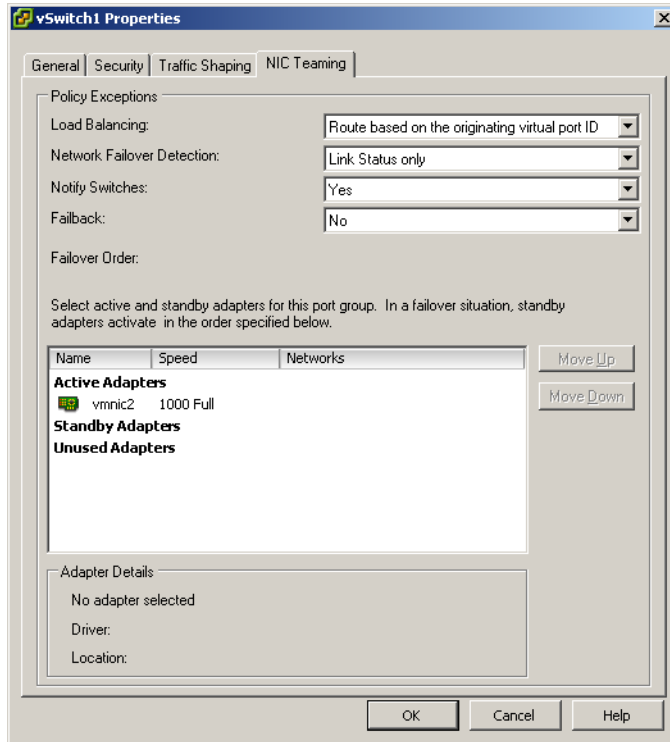 vSwitch1 Properties
General Security Traffic Shaping NIC Teaming
Policy Exceptions
Load Balancing: Route based on the originating virtual port ID
Network Failover Detection: Link Status only
Notify Switches: Yes
Failback: No
Failover Order:
Select active and standby adapters for this port group. In a failover situation, standby
adapters activate in the order specified below.
Name Speed Networks Move Up
Active Adapters
vmnic2 1000 Full Move Down
Standby Adapters
Unused Adapters
Adapter Details
No adapter selected
Driver:
Location:
OK Cancel Help